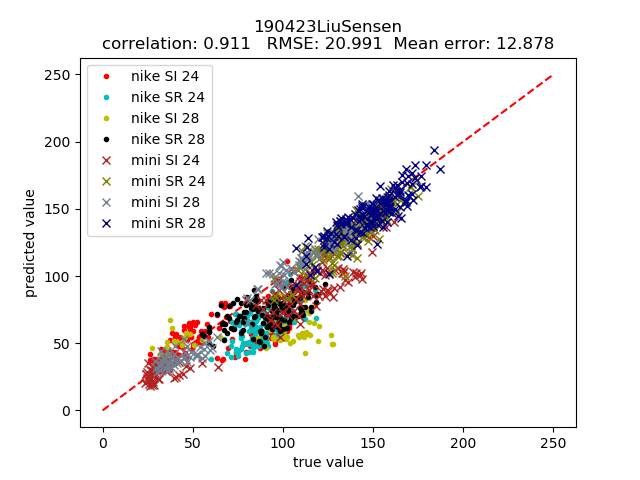 190423LiuSensen
correlation: 0.911 RMSE: 20.991 Mean error: 12.878
250
200
150
100
50
0
predicted value
nike SI 24
nike SR 24
nike SI 28
nike SR 28
mini SI 24
mini SR 24
mini SI 28
mini SR 28
0 50 100 150 200 250
true value